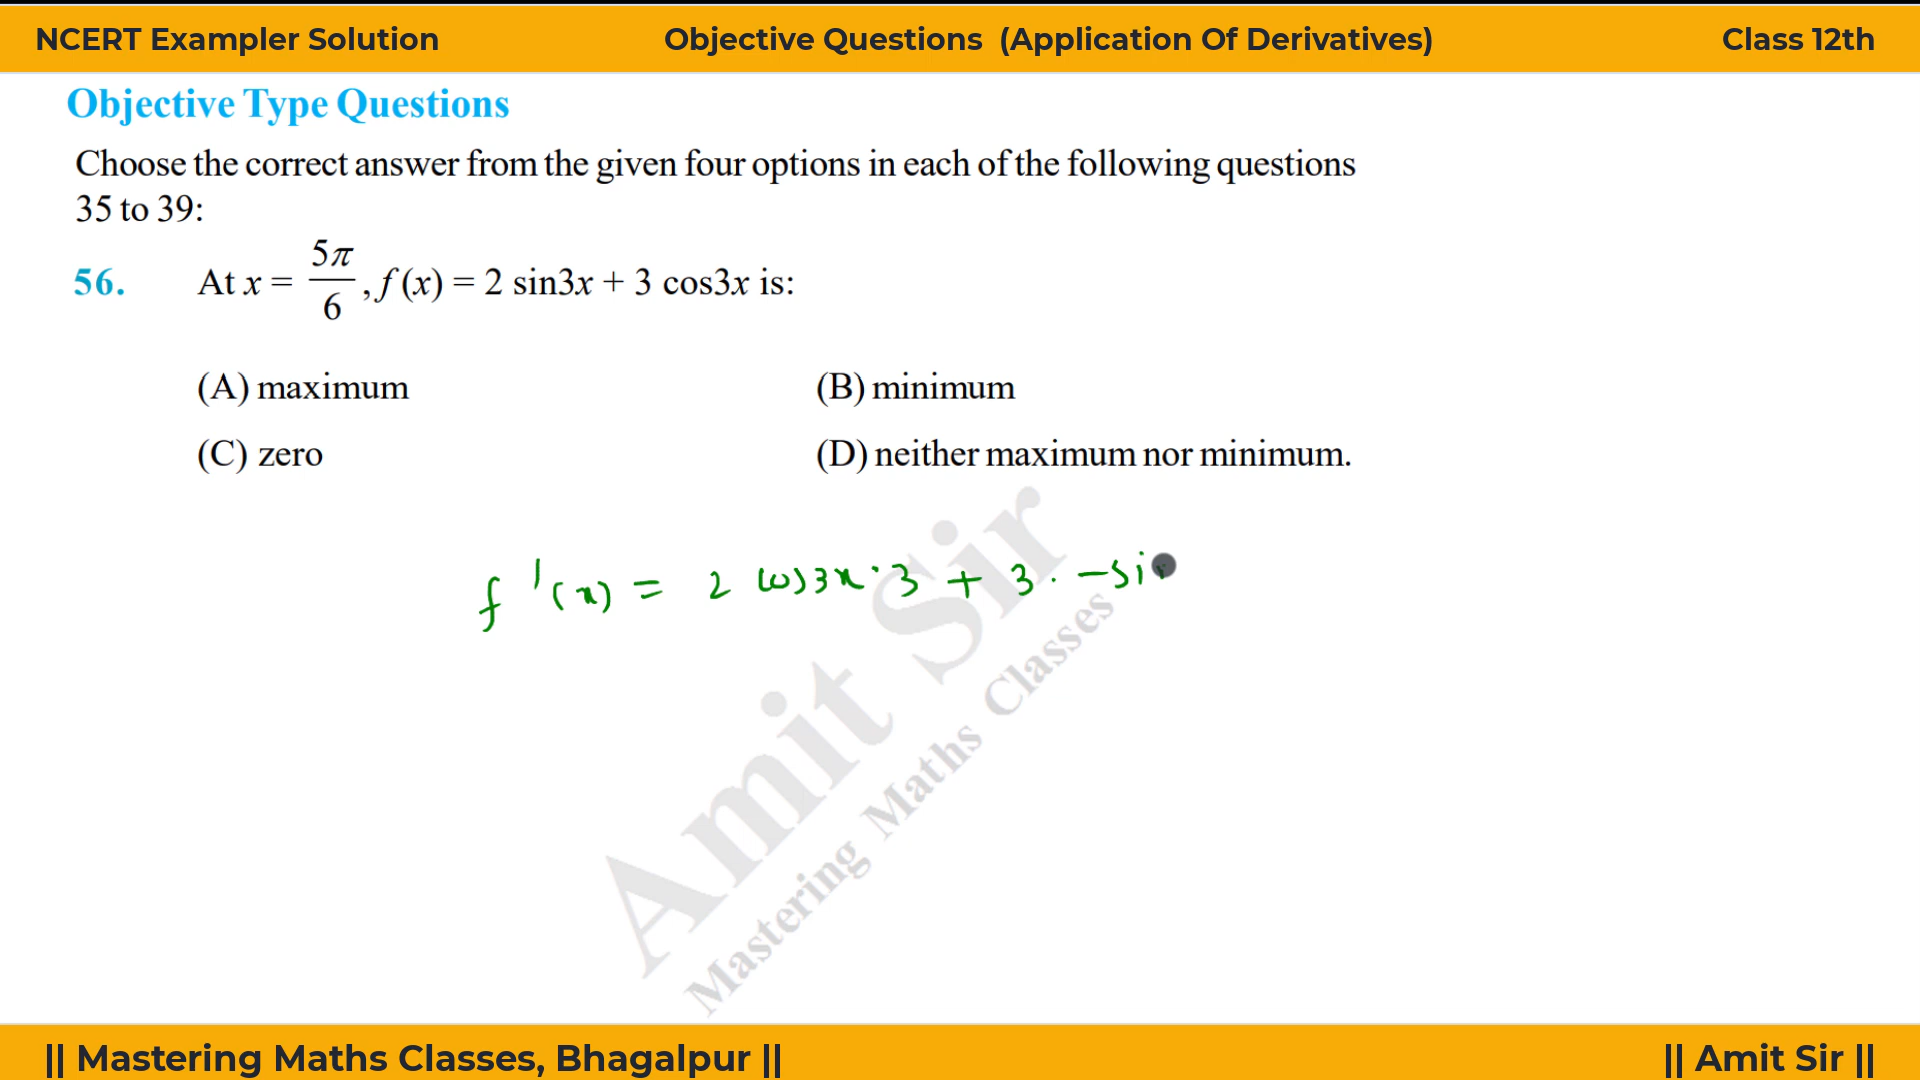 NCERT Exampler Solution Objective Questions (Application Of Derivatives) Class 12th
Objective Type Questions
Choose the correct answer from the given four options in each of the following questions
35 to 39:
56. At x = 5π/6, f (x) = 2 sin3x + 3 cos3x is:
(A) maximum (B) minimum
(C) zero (D) neither maximum nor minimum.
f '(x) = 2 cos3x · 3 + 3 · -si
Amit Sir
Mastering Maths Classes
|| Mastering Maths Classes, Bhagalpur || || Amit Sir ||